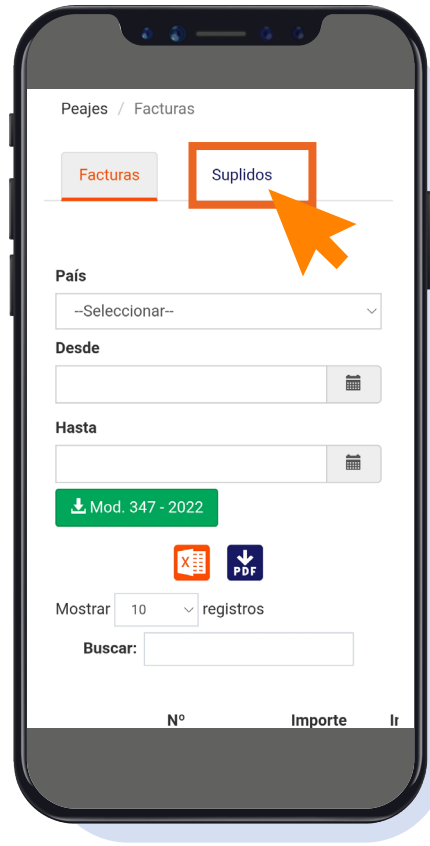 Peajes / Facturas
Facturas Suplidos
País
--Seleccionar--
Desde
Hasta
Mod. 347 - 2022
X PDF
Mostrar 10 registros
Buscar:
Nº Importe